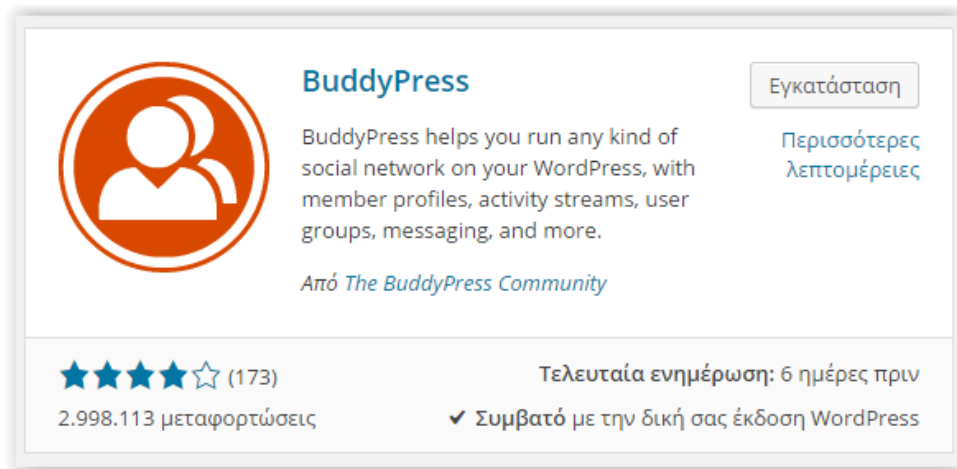 BuddyPress
Εγκατάσταση
BuddyPress helps you run any kind of
social network on your WordPress, with
member profiles, activity streams, user
groups, messaging, and more.
Περισσότερες
λεπτομέρειες
Από The BuddyPress Community
(173)
Τελευταία ενημέρωση: 6 ημέρες πριν
2.998.113 μεταφορτώσεις
✔ Συμβατό με την δική σας έκδοση WordPress